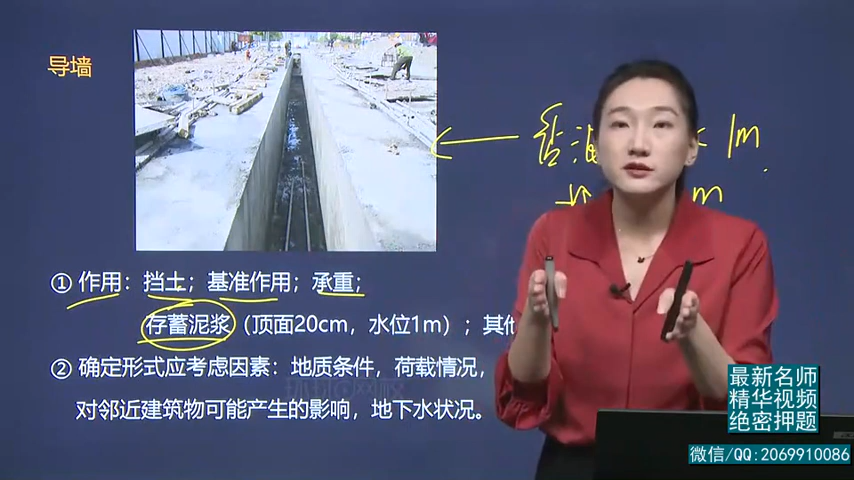 导墙
1m
m
① 作用：挡土；基准作用；承重；
存蓄泥浆（顶面20cm，水位1m）；其他
② 确定形式应考虑因素：地质条件，荷载情况，
对邻近建筑物可能产生的影响，地下水状况。
最新名师
精华视频
绝密押题
微信/QQ:2069910086